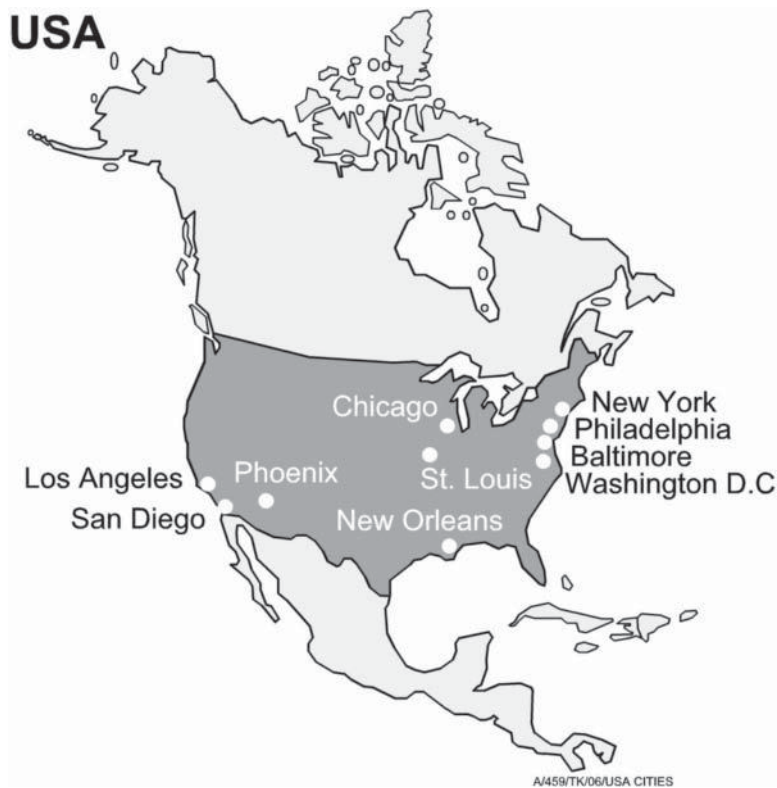 USA
Chicago
New York
Philadelphia
Baltimore
Washington D.C
Los Angeles
Phoenix
St. Louis
San Diego
New Orleans
A/459/TK/06/USA CITIES